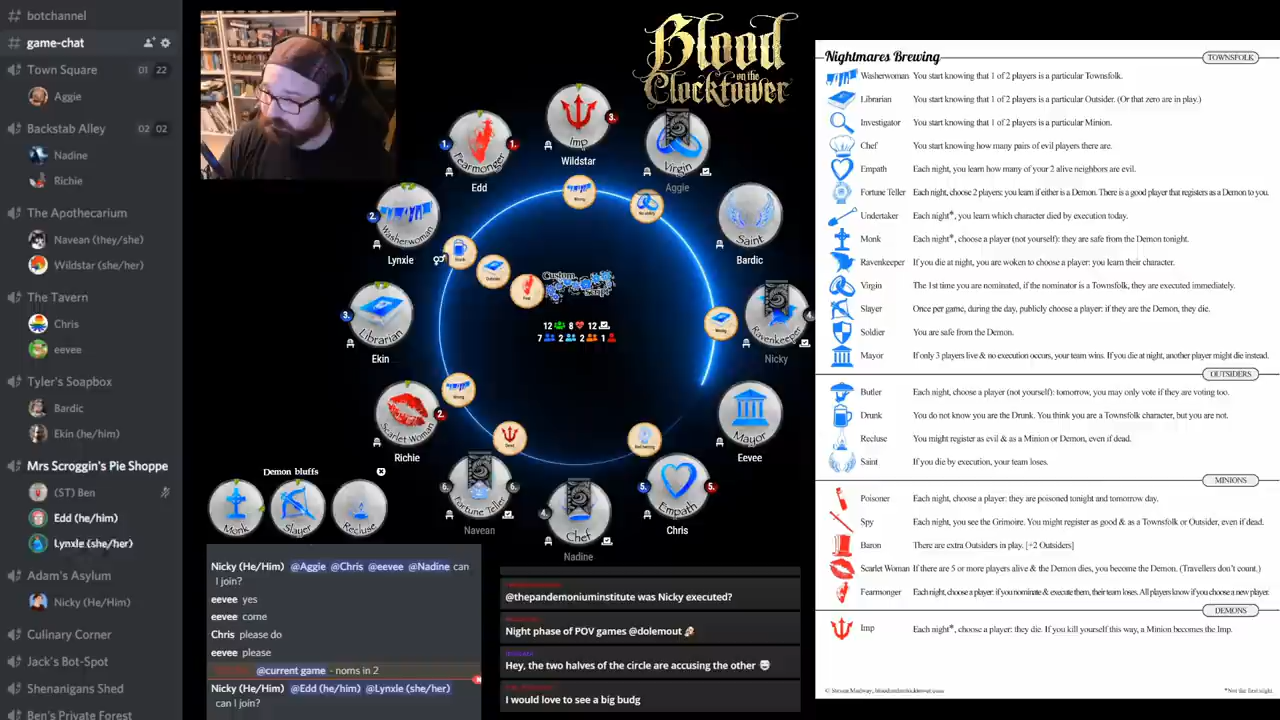 # botchannel
# game-chat
Town Square 01 22
Aggie
Backstab Alley 02 02
Nadine
Richie
The Apothecarium
Navean (they/she)
Wildstar (she/her)
The Tavern
Chris
eevee
Tyler's Soapbox
Bardic
Ekin (he/him)
Mrs Scroggin's Pie Shoppe
(ST) Ben
Edd (he/him)
Lynxle (she/her)
Adam's Asylum
Nicky (He/Him)
Culinary Corner
Jack's Bot-Spot
Shenanigans Shed
Ben's Private Forest
Blood
on the
Clocktower
Imp
3.
Wildstar
Fearmonger
1.
1.
Edd
Virgin
Aggie
Washerwoman
2.
Lynxle
Saint
Bardic
Librarian
3.
Ekin
Ravenkeeper
4.
Nicky
Scarlet Woman
2.
Richie
Mayor
Eevee
Fortune Teller
6.
6.
Navean
Chef
4.
Nadine
Empath
5.
5.
Chris
Custom
Script
12 8 12
7 2 2 1
Demon bluffs
Monk
Slayer
Recluse
Nicky (He/Him) @Aggie @Chris @eevee @Nadine can
I join?
eevee yes
eevee come
Chris please do
eevee please
@current game - noms in 2
Nicky (He/Him) @Edd (he/him) @Lynxle (she/her)
can I join?
@thepandemoniuminstitute was Nicky executed?
Night phase of POV games @dolemout
Hey, the two halves of the circle are accusing the other
I would love to see a big budg
Nightmares Brewing
TOWNSFOLK
Washerwoman You start knowing that 1 of 2 players is a particular Townsfolk.
Librarian You start knowing that 1 of 2 players is a particular Outsider. (Or that zero are in play.)
Investigator You start knowing that 1 of 2 players is a particular Minion.
Chef You start knowing how many pairs of evil players there are.
Empath Each night, you learn how many of your 2 alive neighbors are evil.
Fortune Teller Each night, choose 2 players: you learn if either is a Demon. There is a good player that registers as a Demon to you.
Undertaker Each night*, you learn which character died by execution today.
Monk Each night*, choose a player (not yourself): they are safe from the Demon tonight.
Ravenkeeper If you die at night, you are woken to choose a player: you learn their character.
Virgin The 1st time you are nominated, if the nominator is a Townsfolk, they are executed immediately.
Slayer Once per game, during the day, publicly choose a player: if they are the Demon, they die.
Soldier You are safe from the Demon.
Mayor If only 3 players live & no execution occurs, your team wins. If you die at night, another player might die instead.
OUTSIDERS
Butler Each night, choose a player (not yourself): tomorrow, you may only vote if they are voting too.
Drunk You do not know you are the Drunk. You think you are a Townsfolk character, but you are not.
Recluse You might register as evil & as a Minion or Demon, even if dead.
Saint If you die by execution, your team loses.
MINIONS
Poisoner Each night, choose a player: they are poisoned tonight and tomorrow day.
Spy Each night, you see the Grimoire. You might register as good & as a Townsfolk or Outsider, even if dead.
Baron There are extra Outsiders in play. [+2 Outsiders]
Scarlet Woman If there are 5 or more players alive & the Demon dies, you become the Demon. (Travellers don't count.)
Fearmonger Each night, choose a player: if you nominate & execute them, their team loses. All players know if you choose a new player.
DEMONS
Imp Each night*, choose a player: they die. If you kill yourself this way, a Minion becomes the Imp.
*Not the first night